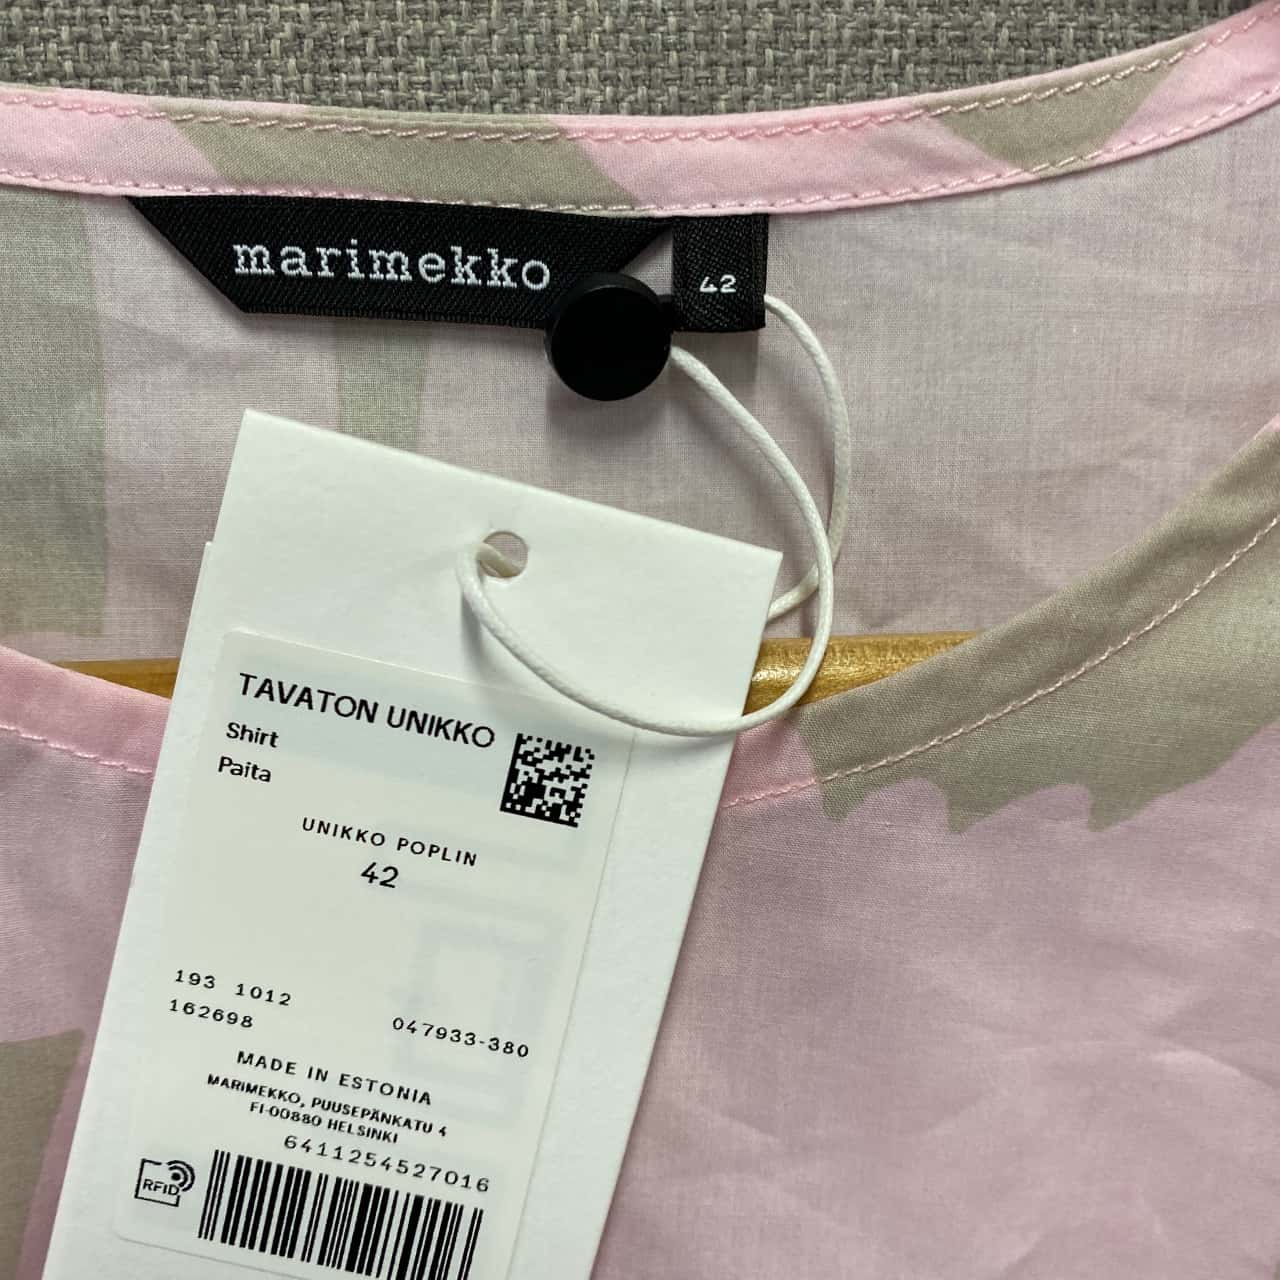 marimekko
42
TAVATON UNIKKO
Shirt
Paita
UNIKKO POPLIN
42
193 1012
162698
047933-380
MADE IN ESTONIA
MARIMEKKO, PUUSEPÄNKATU 4
FI-00880 HELSINKI
6411254527016
RFID